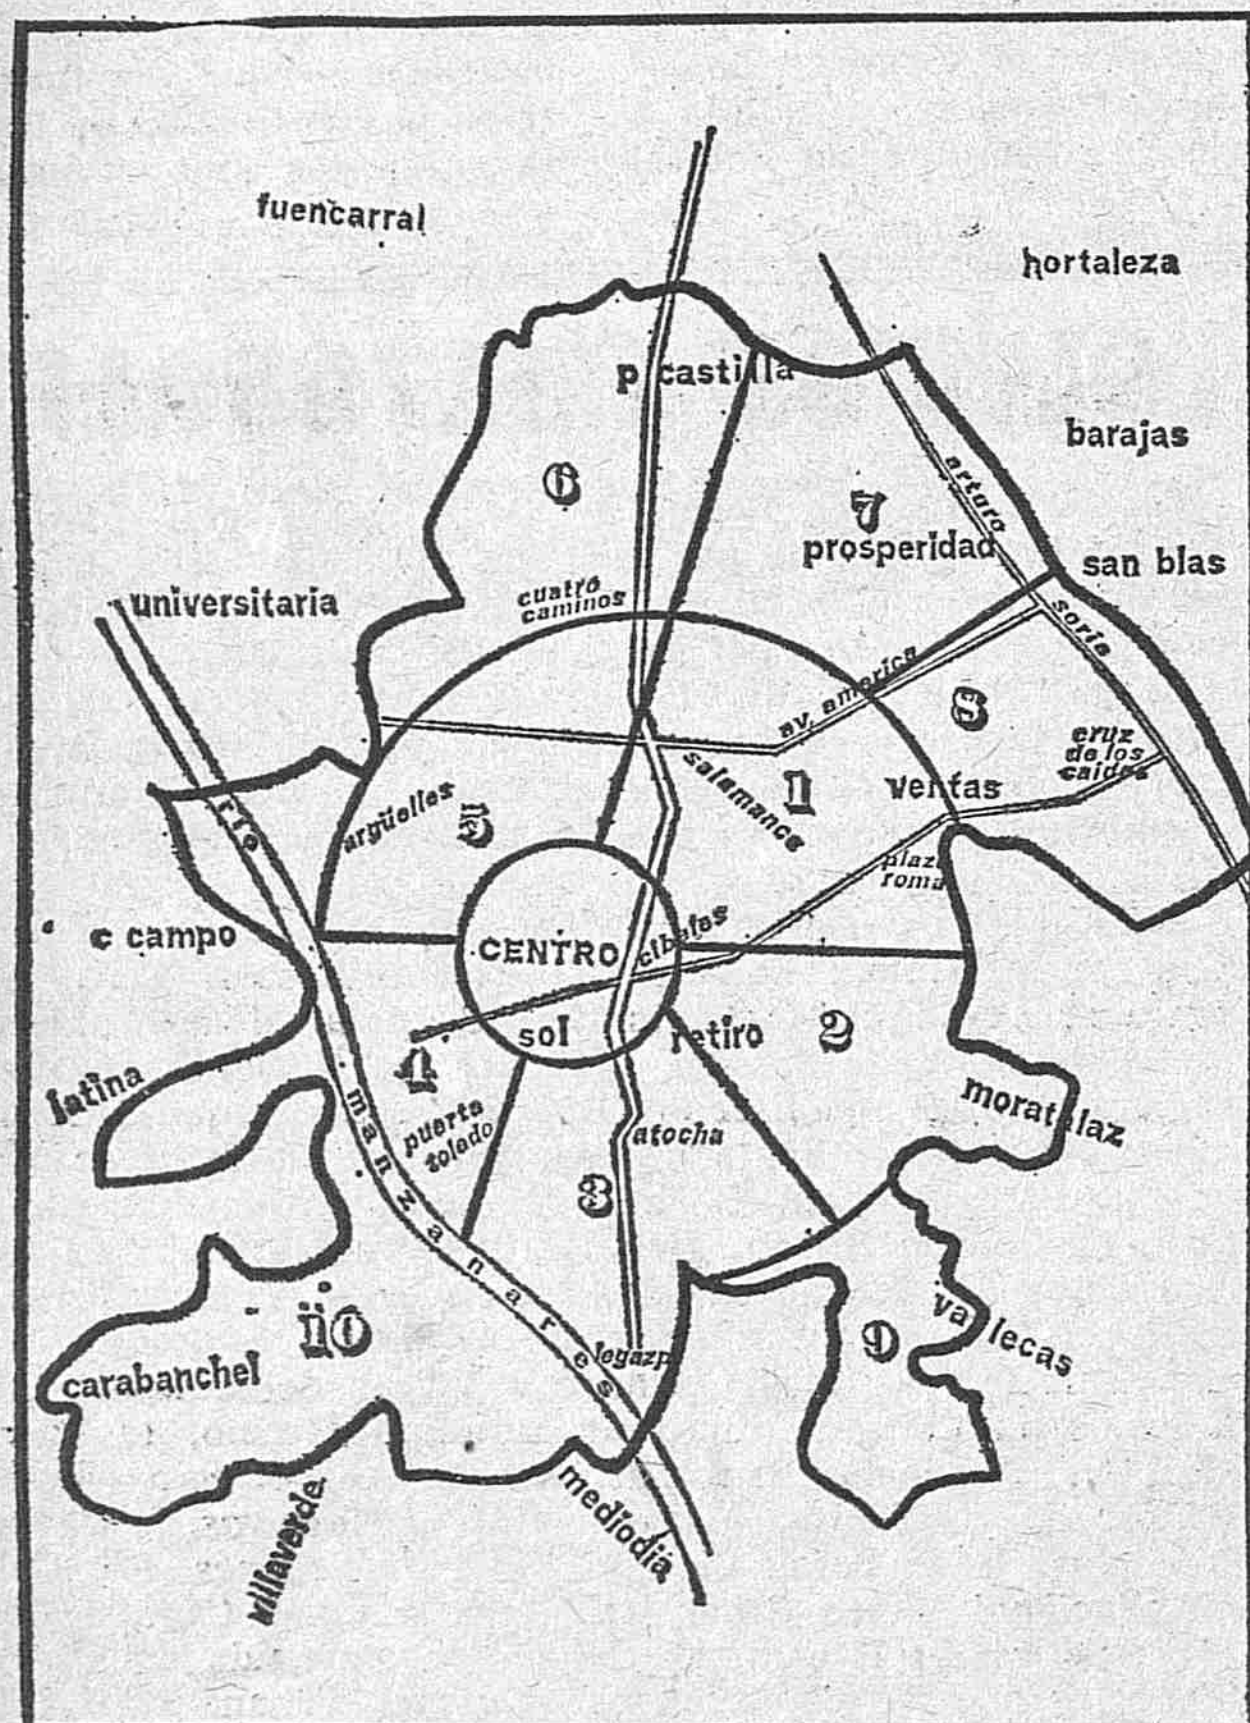 fuencarral
hortaleza
p castilla
barajas
6
7
arturo
prosperidad
san blas
universitaria
cuatro
caminos
soria
av. america
8
cruz
de los
caidos
salamanca
1
ventas
rio
argüelles
5
plaza
roma
c campo
CENTRO
cibeles
sol
retiro
2
4
latina
moratalaz
puerta
toledo
atocha
3
manzanares
10
9
vallecas
legazpi
carabanchel
mediodia
villaverde